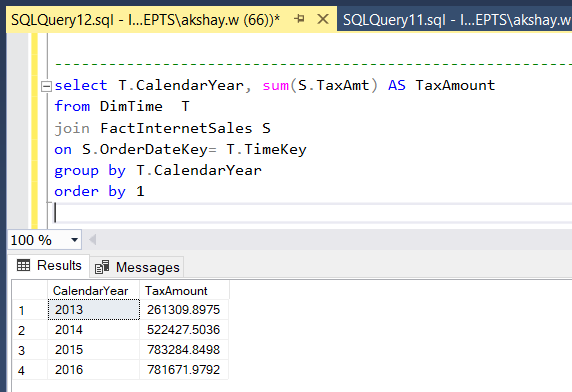 SQLQuery12.sql - I...EPTS\akshay.w (66))* SQLQuery11.sql - I...EPTS\aksha
select T.CalendarYear, sum(S.TaxAmt) AS TaxAmount
from DimTime T
join FactInternetSales S
on S.OrderDateKey= T.TimeKey
group by T.CalendarYear
order by 1
100 %
Results Messages
CalendarYear TaxAmount
1 2013 261309.8975
2 2014 522427.5036
3 2015 783284.8498
4 2016 781671.9792